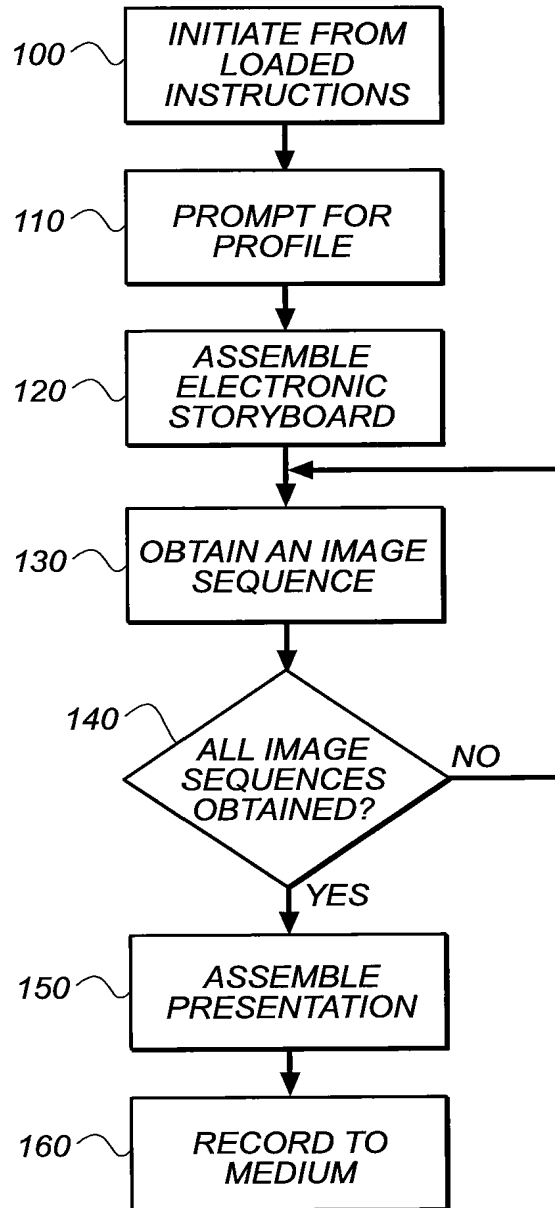 100
INITIATE FROM
LOADED
INSTRUCTIONS
110
PROMPT FOR
PROFILE
120
ASSEMBLE
ELECTRONIC
STORYBOARD
130
OBTAIN AN IMAGE
SEQUENCE
140
ALL IMAGE
SEQUENCES
OBTAINED?
NO
YES
150
ASSEMBLE
PRESENTATION
160
RECORD TO
MEDIUM